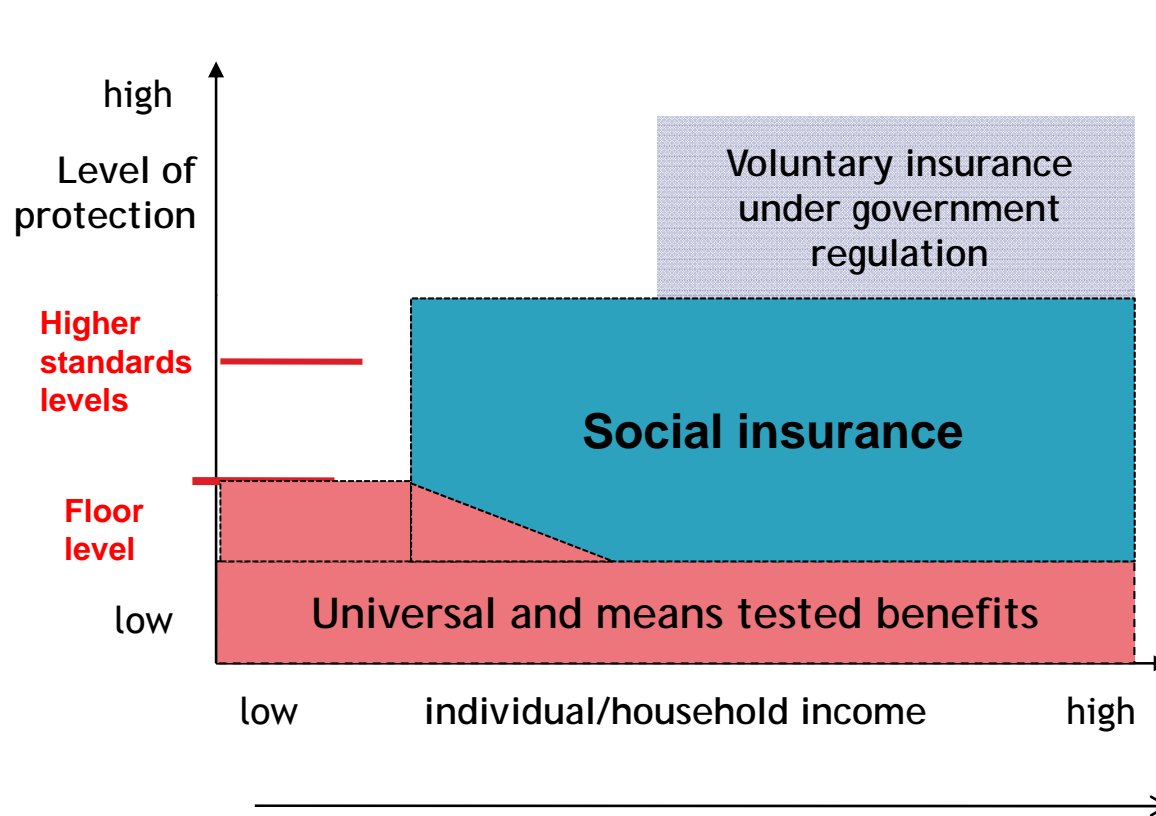 high
Level of
protection
Voluntary insurance
under government
regulation
Higher
standards
levels
Social insurance
Floor
level
low
Universal and means tested benefits
low
individual/household income
high